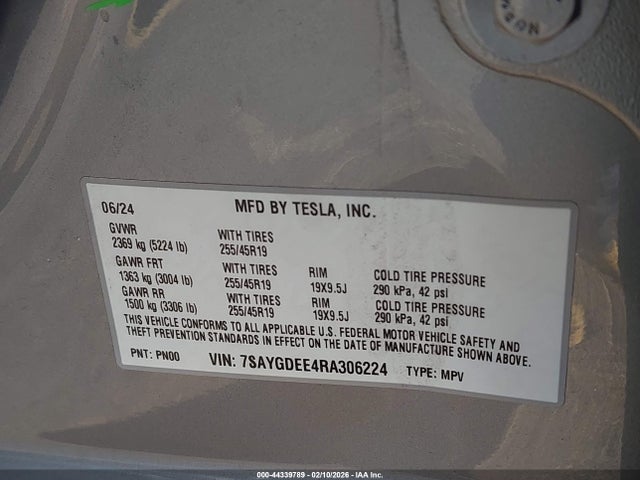 06/24 MFD BY TESLA, INC.
GVWR
2369 kg (5224 lb) WITH TIRES 255/45R19
GAWR FRT
1363 kg (3004 lb) WITH TIRES 255/45R19 RIM 19X9.5J COLD TIRE PRESSURE 290 kPa, 42 psi
GAWR RR
1500 kg (3306 lb) WITH TIRES 255/45R19 RIM 19X9.5J COLD TIRE PRESSURE 290 kPa, 42 psi
THIS VEHICLE CONFORMS TO ALL APPLICABLE U.S. FEDERAL MOTOR VEHICLE SAFETY AND
THEFT PREVENTION STANDARDS IN EFFECT ON THE DATE OF MANUFACTURE SHOWN ABOVE.
PNT: PN00 VIN: 7SAYGDEE4RA306224 TYPE: MPV
000-44339789 - 02/10/2026 - IAA Inc.